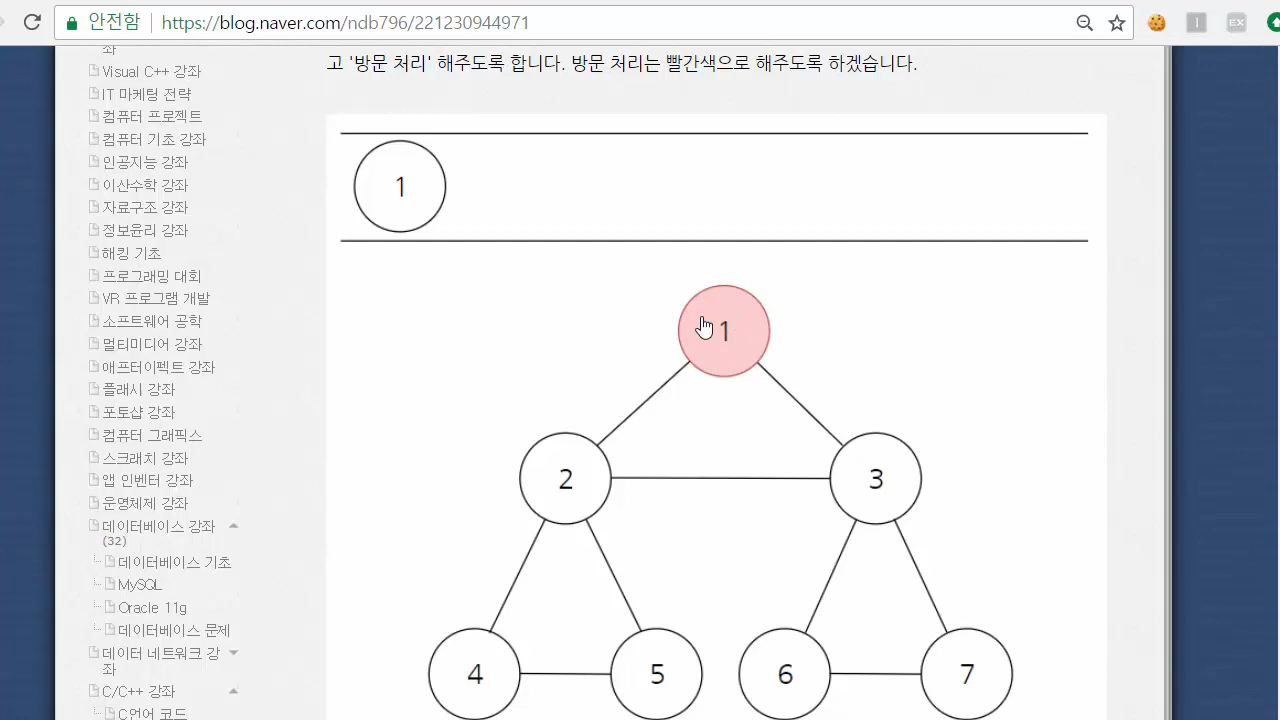 안전함
https://blog.naver.com/ndb796/221230944971
EX
좌
Visual C++ 강좌
IT 마케팅 전략
컴퓨터 프로젝트
컴퓨터 기초 강좌
인공지능 강좌
이산수학 강좌
자료구조 강좌
정보윤리 강좌
해킹 기초
프로그래밍 대회
VR 프로그램 개발
소프트웨어 공학
멀티미디어 강좌
애프터이펙트 강좌
플래시 강좌
포토샵 강좌
컴퓨터 그래픽스
스크래치 강좌
앱 인벤터 강좌
운영체제 강좌
데이터베이스 강좌
(32)
데이터베이스 기초
MySQL
Oracle 11g
데이터베이스 문제
데이터 네트워크 강
좌
C/C++ 강좌
C언어 코드
고 '방문 처리' 해주도록 합니다. 방문 처리는 빨간색으로 해주도록 하겠습니다.
1
1
2 3
4 5 6 7